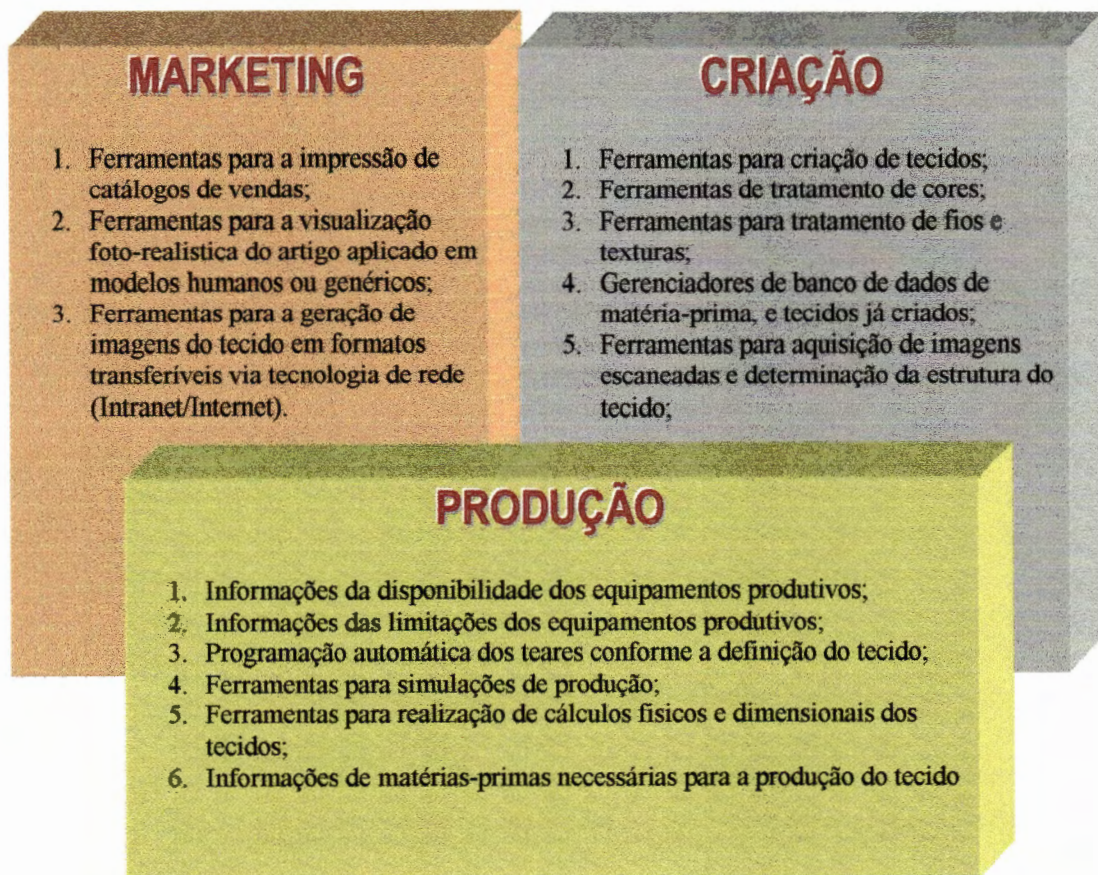 MARKETING
1. Ferramentas para a impressão de
catálogos de vendas;
2. Ferramentas para a visualização
foto-realistica do artigo aplicado em
modelos humanos ou genéricos;
3. Ferramentas para a geração de
imagens do tecido em formatos
transferíveis via tecnologia de rede
(Intranet/Internet).
CRIAÇÃO
1. Ferramentas para criação de tecidos;
2. Ferramentas de tratamento de cores;
3. Ferramentas para tratamento de fios e
texturas;
4. Gerenciadores de banco de dados de
matéria-prima, e tecidos já criados;
5. Ferramentas para aquisição de imagens
escaneadas e determinação da estrutura do
tecido;
PRODUÇÃO
1. Informações da disponibilidade dos equipamentos produtivos;
2. Informações das limitações dos equipamentos produtivos;
3. Programação automática dos teares conforme a definição do tecido;
4. Ferramentas para simulações de produção;
5. Ferramentas para realização de cálculos fisicos e dimensionais dos
tecidos;
6. Informações de matérias-primas necessárias para a produção do tecido